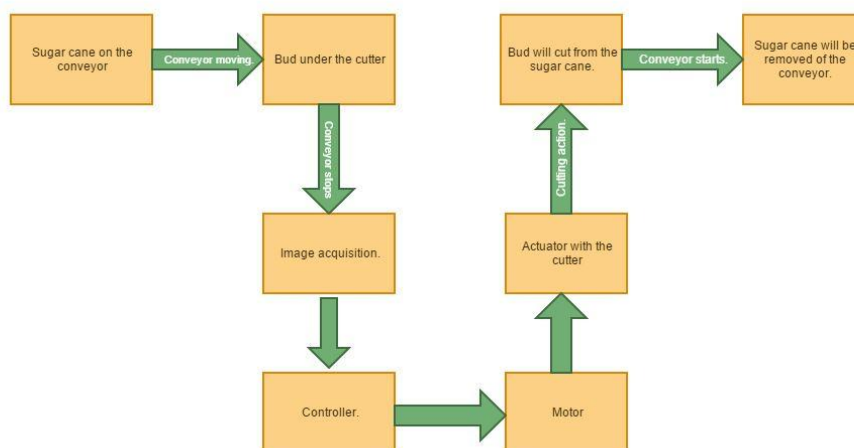 Sugar cane on the
conveyor
Conveyor moving.
Bud under the cutter
Conveyor stops
Image acquisition.
Controller.
Motor
Actuator with the
cutter
Cutting action.
Bud will cut from the
sugar cane.
Conveyor starts.
Sugar cane will be
removed of the
conveyor.